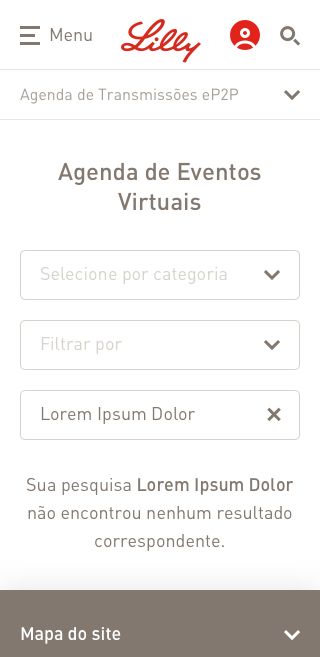 Menu
Lilly
Agenda de Transmissões eP2P
Agenda de Eventos
Virtuais
Selecione por categoria
Filtrar por
Lorem Ipsum Dolor
Sua pesquisa Lorem Ipsum Dolor
não encontrou nenhum resultado
correspondente.
Mapa do site